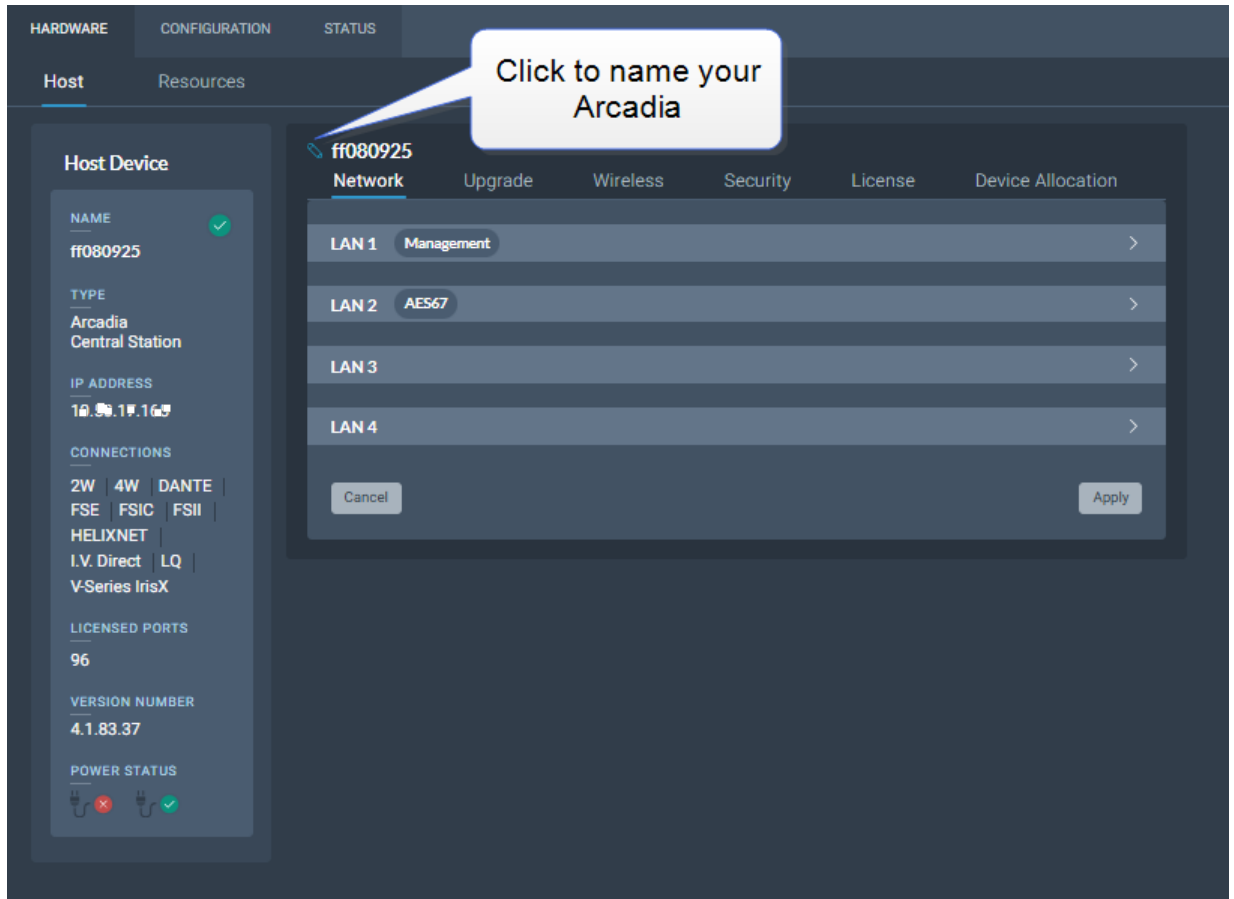 HARDWARE CONFIGURATION STATUS
Click to name your
Arcadia
Host Resources
Host Device
NAME
ff080925
TYPE
Arcadia
Central Station
IP ADDRESS
CONNECTIONS
2W 4W DANTE
FSE FSIC FSII
HELIXNET
I.V. Direct LQ
V-Series IrisX
LICENSED PORTS
96
VERSION NUMBER
4.1.83.37
POWER STATUS
ff080925
Network Upgrade Wireless Security License Device Allocation
LAN 1 Management
LAN 2 AES67
LAN 3
LAN 4
Cancel Apply